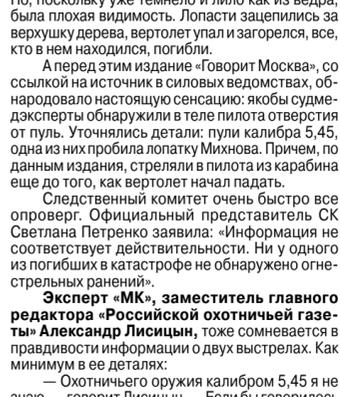 Но, поскольку уже темнело и лило как из ведра,
была плохая видимость. Лопасти зацепились за
верхушку дерева, вертолет упал и загорелся, все,
кто в нем находился, погибли.
А перед этим издание «Говорит Москва», со
ссылкой на источник в силовых ведомствах, об-
народовало настоящую сенсацию: якобы судме-
дэксперты обнаружили в теле пилота отверстия
от пуль. Уточнялись детали: пули калибра 5,45,
одна из них пробила лопатку Михнова. Причем, по
данным издания, стреляли в пилота из карабина
еще до того, как вертолет начал падать.
Следственный комитет очень быстро все
опроверг. Официальный представитель СК
Светлана Петренко заявила: «Информация не
соответствует действительности. Ни у одного
из погибших в катастрофе не обнаружено огне-
стрельных ранений».
Эксперт «МК», заместитель главного
редактора «Российской охотничьей газе-
ты» Александр Лисицын, тоже сомневается в
правдивости информации о двух выстрелах. Как
минимум в ее деталях:
— Охотничьего оружия калибром 5,45 я не
знаю, — говорит Лисицын. — Если бы говорилось